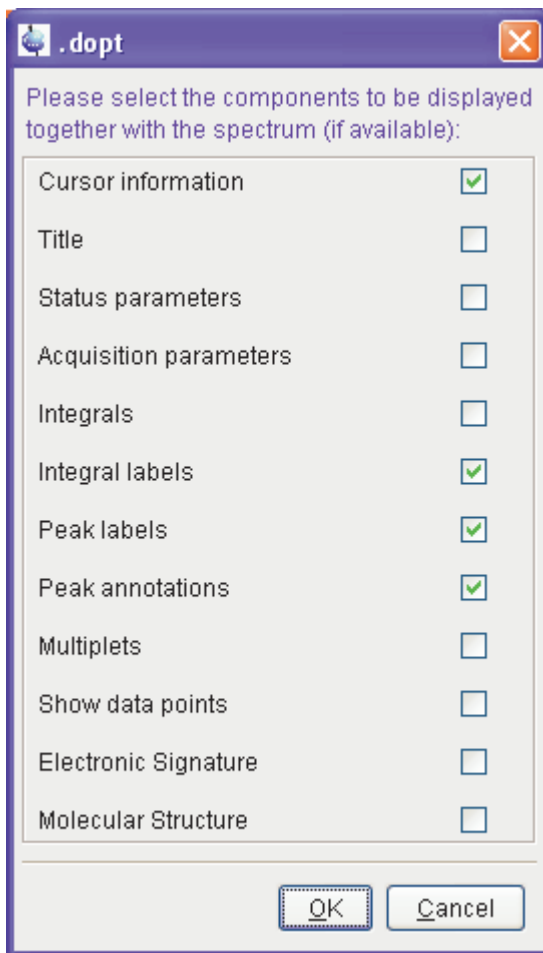 .dopt
Please select the components to be displayed
together with the spectrum (if available):
Cursor information
Title
Status parameters
Acquisition parameters
Integrals
Integral labels
Peak labels
Peak annotations
Multiplets
Show data points
Electronic Signature
Molecular Structure
OK Cancel